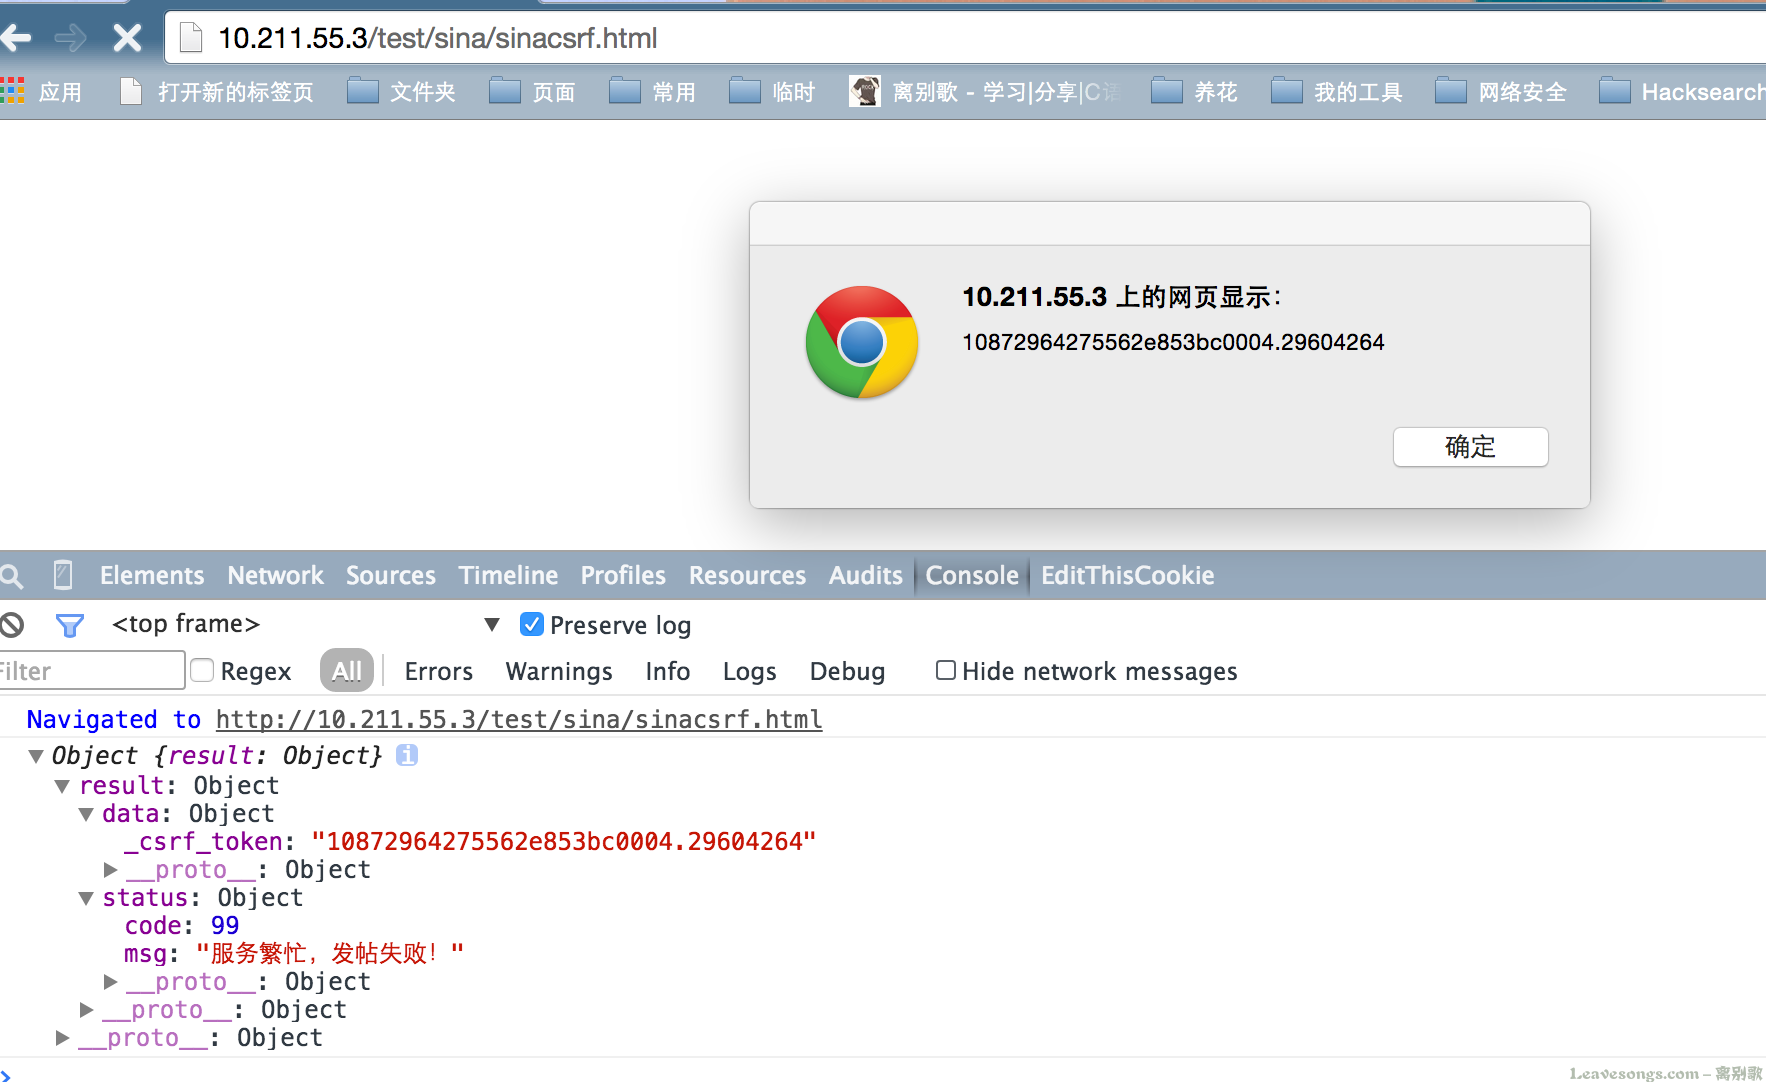 10.211.55.3/test/sina/sinacsrf.html
应用 打开新的标签页 文件夹 页面 常用 临时 离别歌 - 学习|分享|C语 养花 我的工具 网络安全 Hacksearch
10.211.55.3 上的网页显示：
10872964275562e853bc0004.29604264
确定
Elements Network Sources Timeline Profiles Resources Audits Console EditThisCookie
<top frame> ▼ Preserve log
Filter Regex All Errors Warnings Info Logs Debug Hide network messages
Navigated to http://10.211.55.3/test/sina/sinacsrf.html
▼Object {result: Object} i
▼result: Object
▼data: Object
_csrf_token: "10872964275562e853bc0004.29604264"
▶__proto__: Object
▼status: Object
code: 99
msg: "服务繁忙，发帖失败！"
▶__proto__: Object
▶__proto__: Object
▶__proto__: Object
>
Leavesongs.com - 离别歌